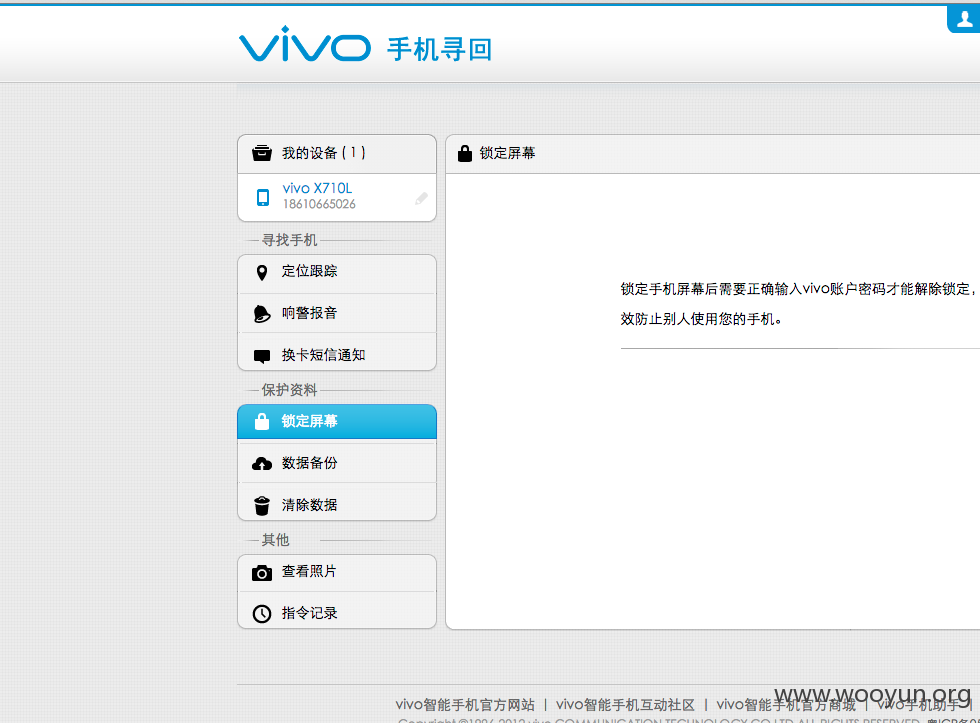 vivo 手机寻回
我的设备 ( 1 )
vivo X710L
18610665026
寻找手机
定位跟踪
响警报音
换卡短信通知
保护资料
锁定屏幕
数据备份
清除数据
其他
查看照片
指令记录
锁定屏幕
锁定手机屏幕后需要正确输入vivo账户密码才能解除锁定，
效防止别人使用您的手机。
www.wooyun.org
vivo智能手机官方网站 | vivo智能手机互动社区 | vivo智能手机官方商城 | vivo手机助手
Copyright ©1996-2012 vivo COMMUNICATION TECHNOLOGY CO.LTD ALL RIGHTS RESERVED